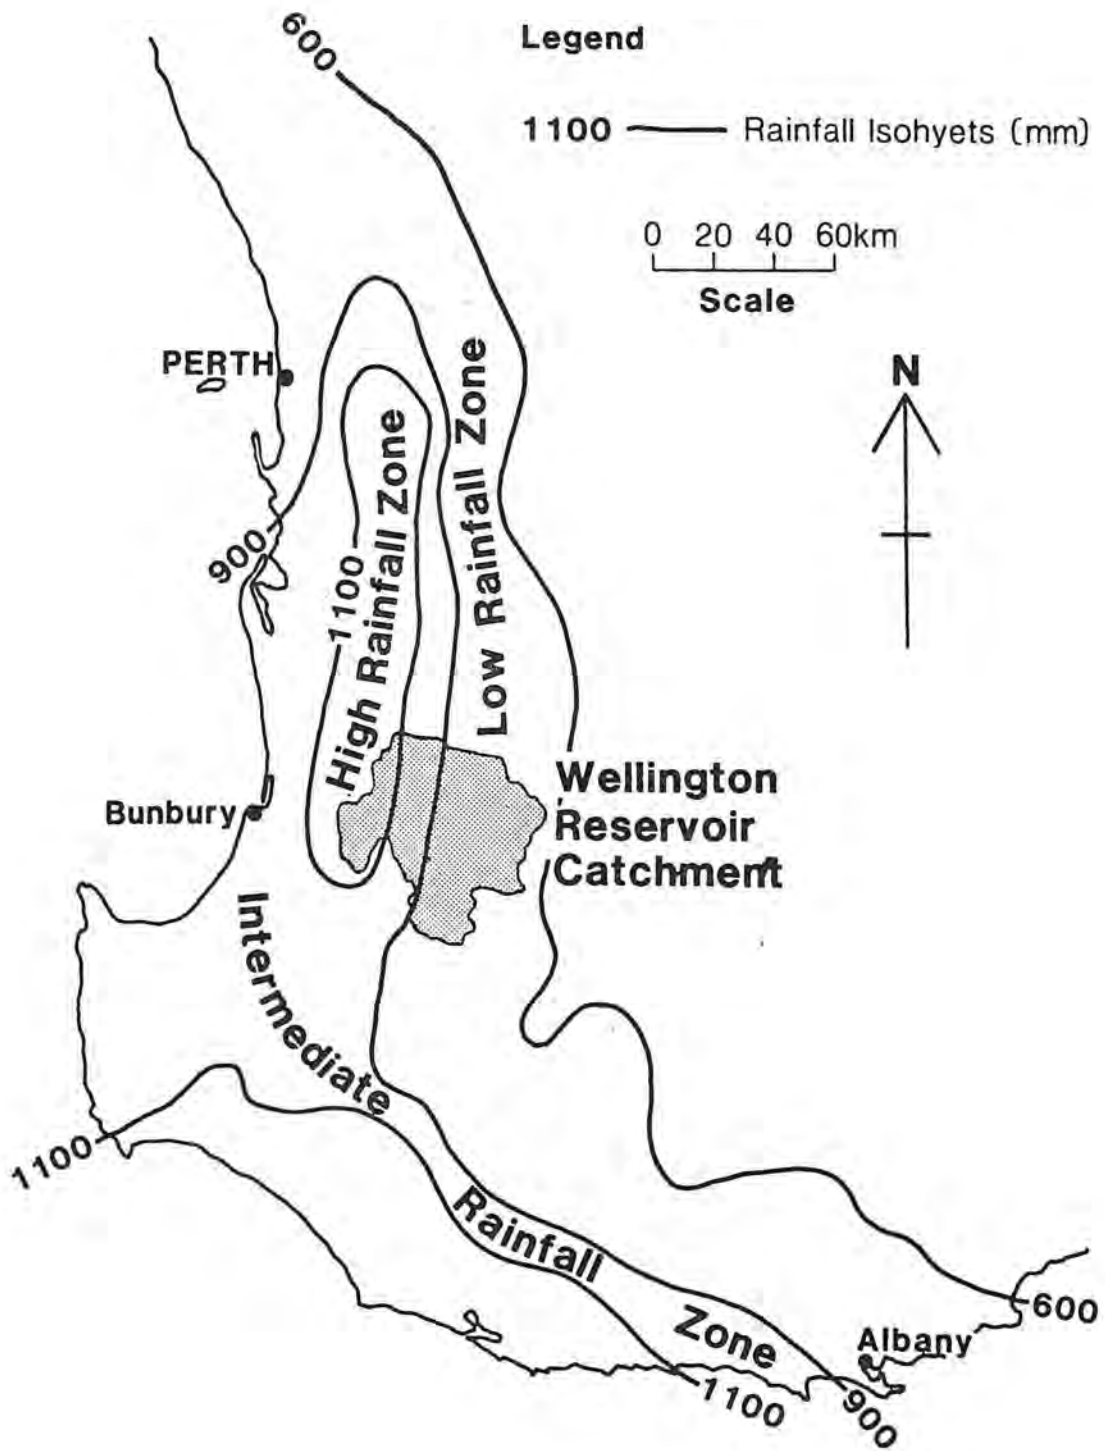 600
Legend
1100 Rainfall Isohyets (mm)
0 20 40 60km
Scale
PERTH
N
900
1100
High Rainfall Zone
Low Rainfall Zone
Bunbury
Wellington
Reservoir
Catchment
Intermediate
Rainfall
Zone
1100
600
Albany
1100
900